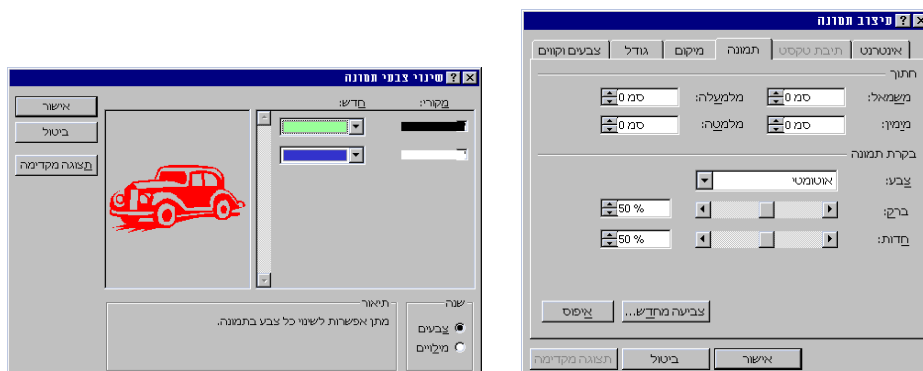 עיצוב תמונה
אינטרנט תיבת טקסט תמונה מיקום גודל צבעים וקווים
חתוך
משמאל: 0 סמ מלמעלה: 0 סמ
מימין: 0 סמ מלמטה: 0 סמ
בקרת תמונה
צבע: אוטומטי
ברק: 50 %
חדות: 50 %
צביעה מחדש... איפוס
אישור ביטול תצוגה מקדימה
שינוי צבעי תמונה
מקורי: חדש:
אישור
ביטול
תצוגה מקדימה
שנה
צבעים
מילויים
תיאור
מתן אפשרות לשינוי כל צבע בתמונה.